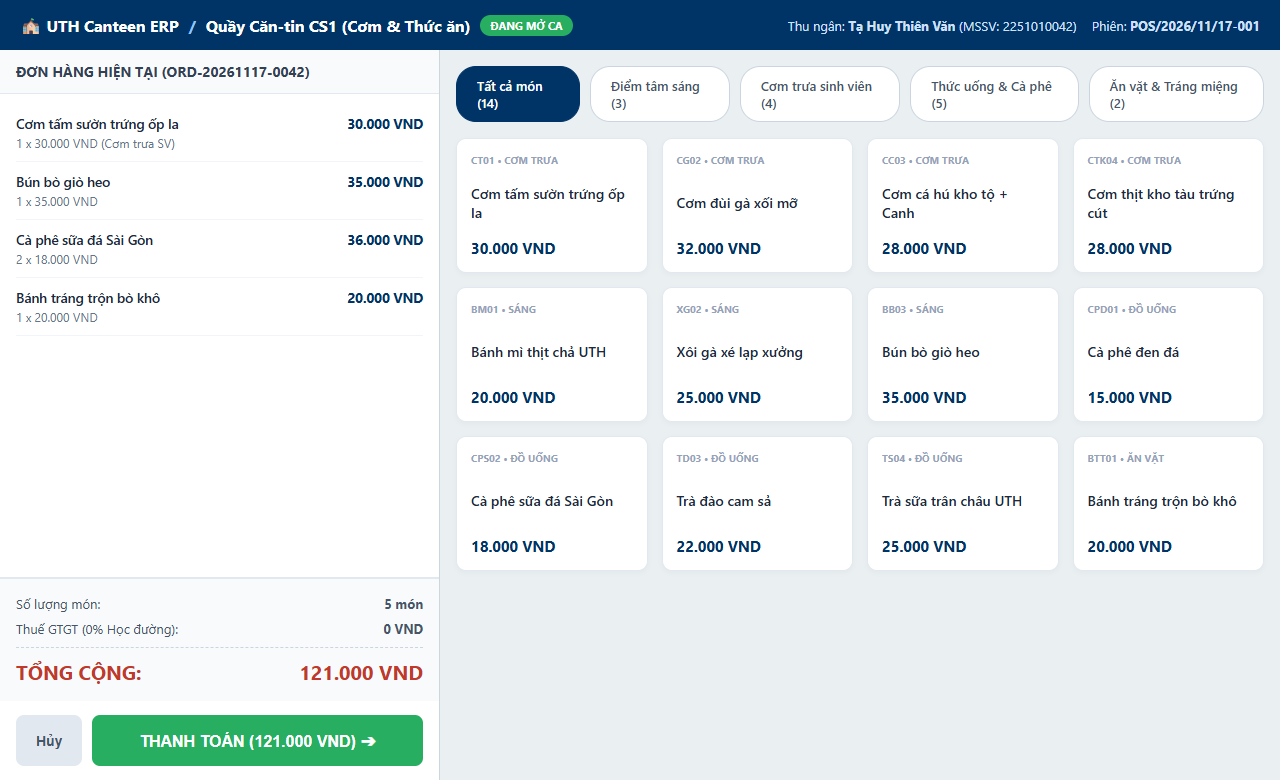 UTH Canteen ERP / Quầy Căn-tin CS1 (Cơm & Thức ăn) ĐANG MỞ CA
Thu ngân: Tạ Huy Thiên Văn (MSSV: 2251010042) Phiên: POS/2026/11/17-001
ĐƠN HÀNG HIỆN TẠI (ORD-20261117-0042)
Cơm tấm sườn trứng ốp la 30.000 VND
1 x 30.000 VND (Cơm trưa SV)
Bún bò giò heo 35.000 VND
1 x 35.000 VND
Cà phê sữa đá Sài Gòn 36.000 VND
2 x 18.000 VND
Bánh tráng trộn bò khô 20.000 VND
1 x 20.000 VND
Số lượng món: 5 món
Thuế GTGT (0% Học đường): 0 VND
TỔNG CỘNG: 121.000 VND
Hủy
THANH TOÁN (121.000 VND) ➔
Tất cả món
(14)
Điểm tâm sáng
(3)
Cơm trưa sinh viên
(4)
Thức uống & Cà phê
(5)
Ăn vặt & Tráng miệng
(2)
CT01 • CƠM TRƯA
Cơm tấm sườn trứng ốp
la
30.000 VND
CG02 • CƠM TRƯA
Cơm đùi gà xối mỡ
32.000 VND
CC03 • CƠM TRƯA
Cơm cá hú kho tộ +
Canh
28.000 VND
CTK04 • CƠM TRƯA
Cơm thịt kho tàu trứng
cút
28.000 VND
BM01 • SÁNG
Bánh mì thịt chả UTH
20.000 VND
XG02 • SÁNG
Xôi gà xé lạp xưởng
25.000 VND
BB03 • SÁNG
Bún bò giò heo
35.000 VND
CPD01 • ĐỒ UỐNG
Cà phê đen đá
15.000 VND
CPS02 • ĐỒ UỐNG
Cà phê sữa đá Sài Gòn
18.000 VND
TD03 • ĐỒ UỐNG
Trà đào cam sả
22.000 VND
TS04 • ĐỒ UỐNG
Trà sữa trân châu UTH
25.000 VND
BTT01 • ĂN VẶT
Bánh tráng trộn bò khô
20.000 VND